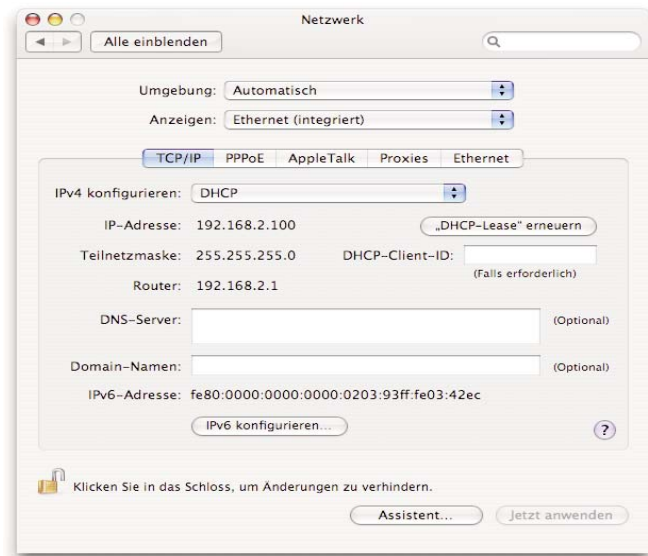 Netzwerk
Alle einblenden
Umgebung: Automatisch
Anzeigen: Ethernet (integriert)
TCP/IP PPPoE AppleTalk Proxies Ethernet
IPv4 konfigurieren: DHCP
IP-Adresse: 192.168.2.100 „DHCP-Lease“ erneuern
Teilnetzmaske: 255.255.255.0 DHCP-Client-ID:
(Falls erforderlich)
Router: 192.168.2.1
DNS-Server: (Optional)
Domain-Namen: (Optional)
IPv6-Adresse: fe80:0000:0000:0000:0203:93ff:fe03:42ec
IPv6 konfigurieren... ?
Klicken Sie in das Schloss, um Änderungen zu verhindern.
Assistent... Jetzt anwenden